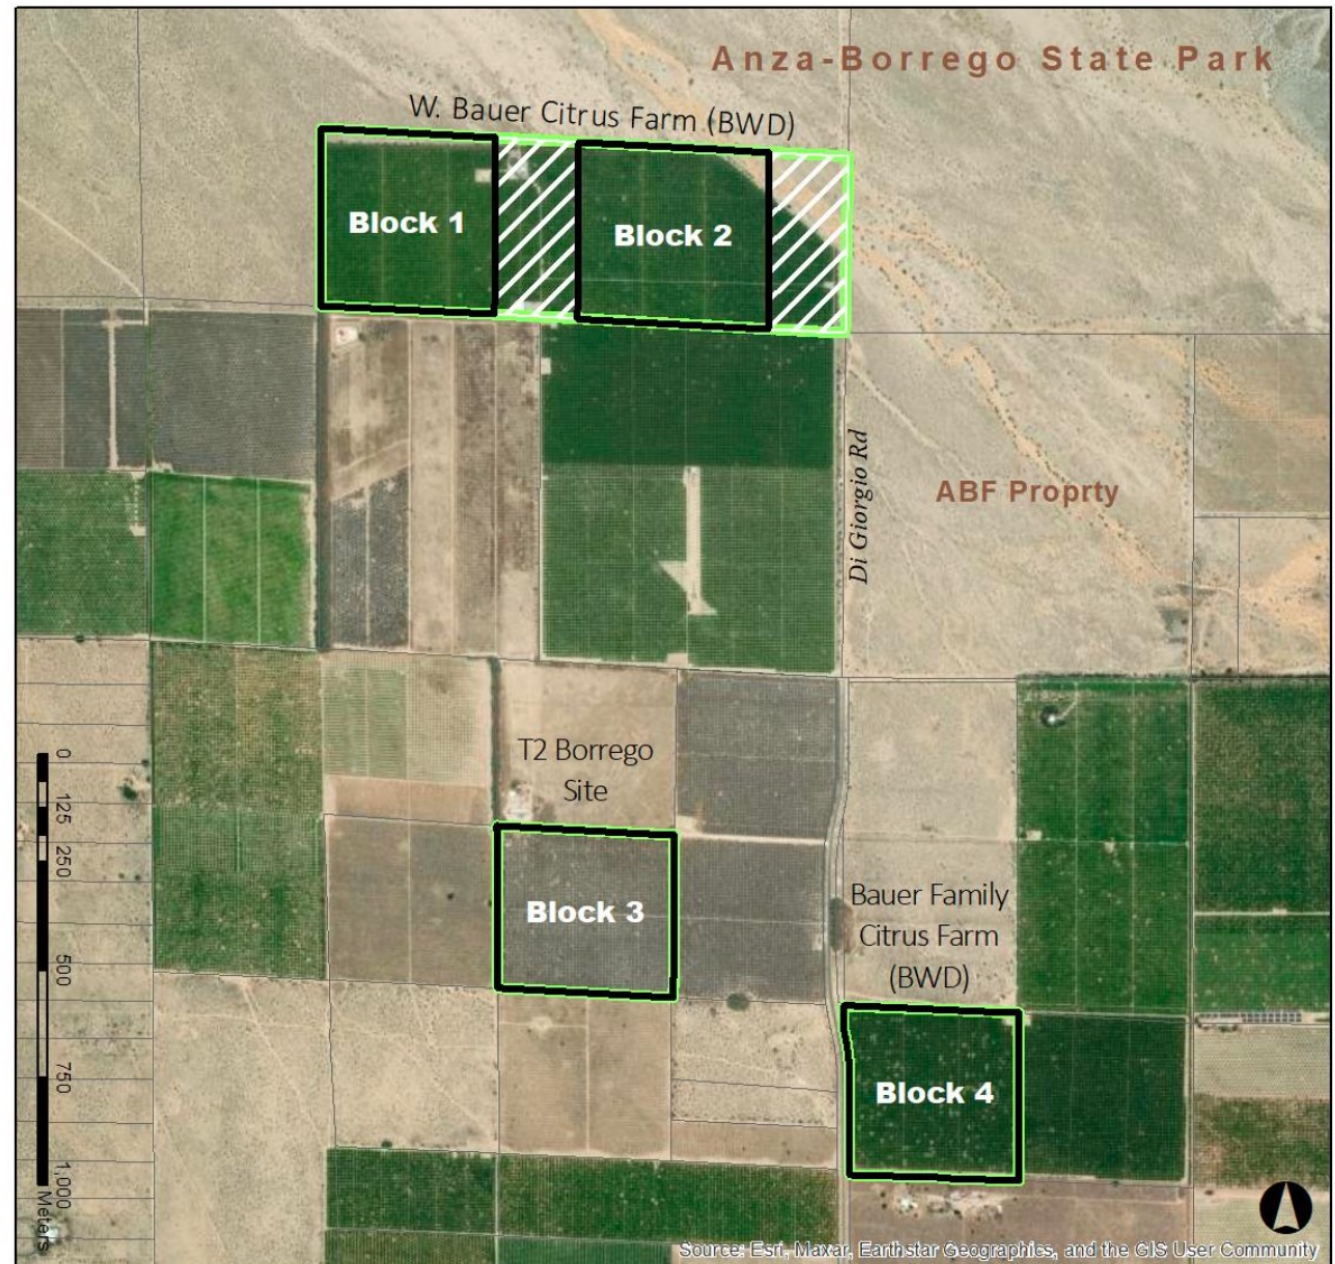 Anza-Borrego State Park
W. Bauer Citrus Farm (BWD)
Block 1
Block 2
Di Giorgio Rd
ABF Proprty
T2 Borrego
Site
Block 3
Bauer Family
Citrus Farm
(BWD)
Block 4
0
125
250
500
750
1,000
Meters
Source: Esri, Maxar, Earthstar Geographics, and the GIS User Community